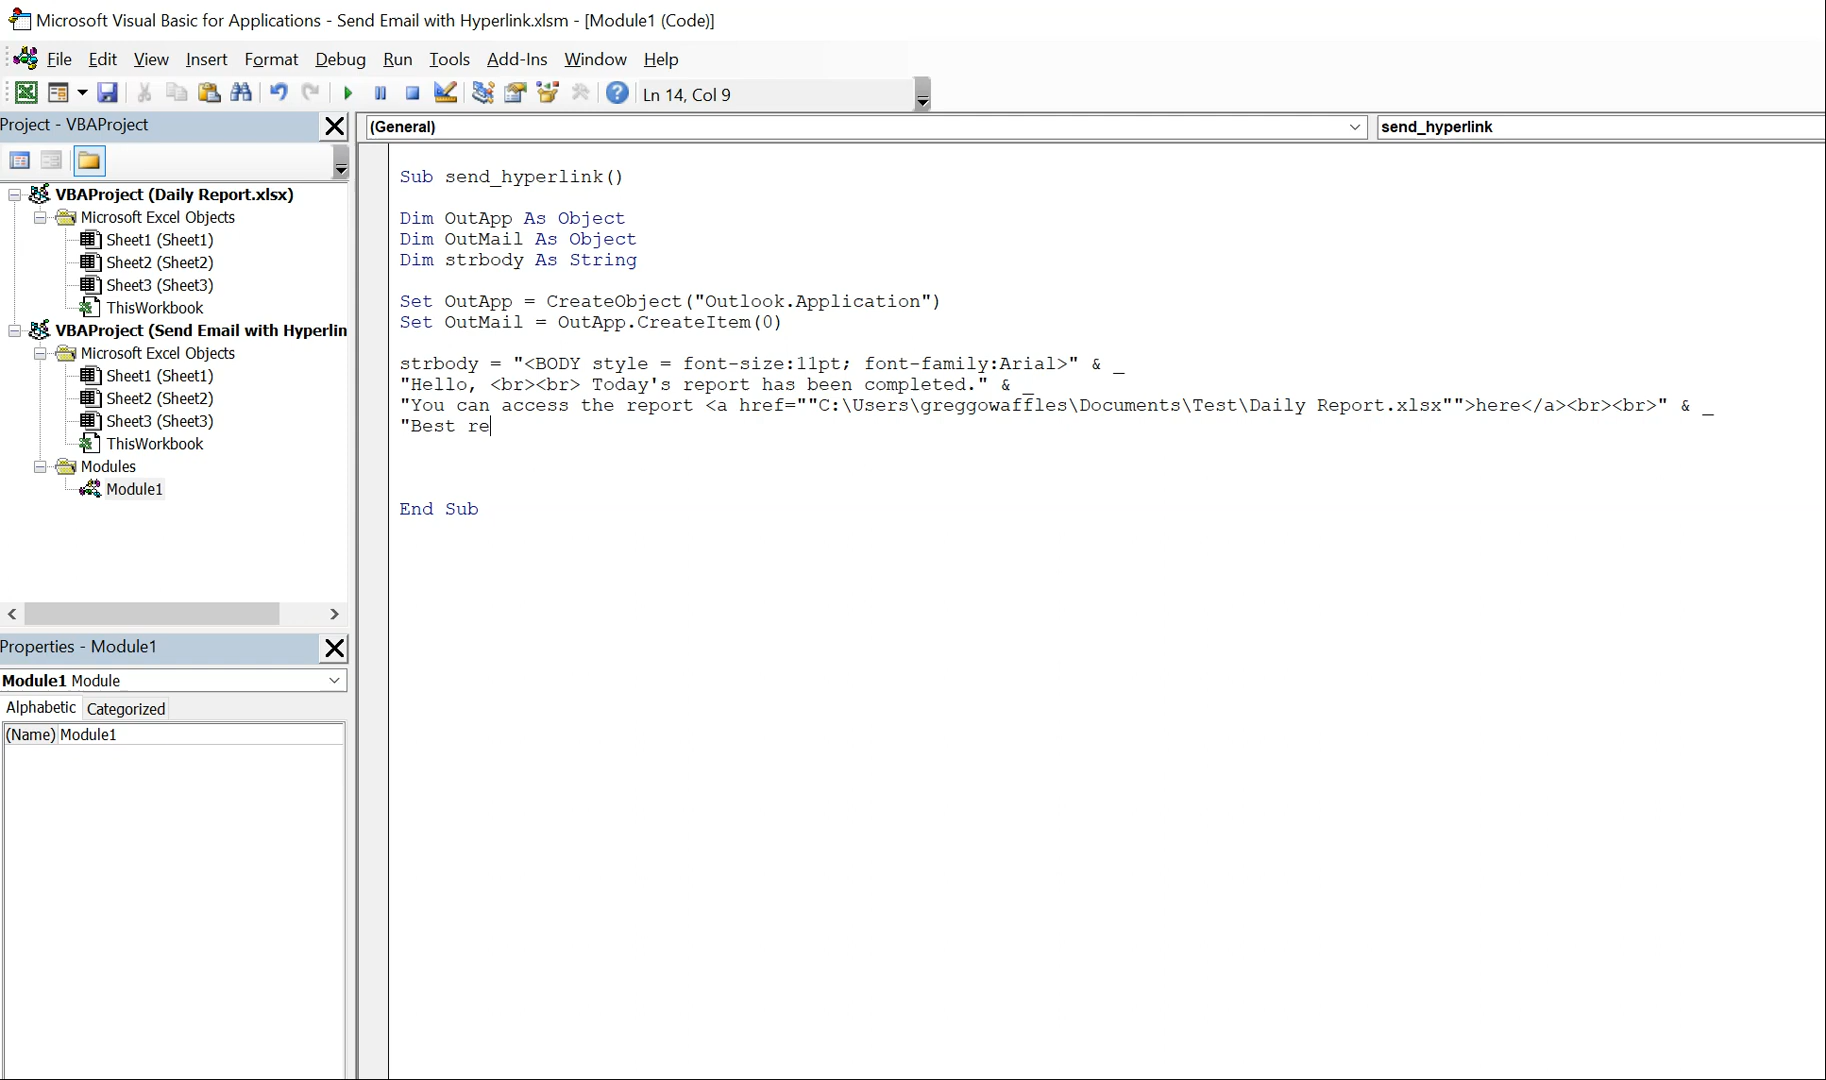 Microsoft Visual Basic for Applications - Send Email with Hyperlink.xlsm - [Module1 (Code)]
File Edit View Insert Format Debug Run Tools Add-Ins Window Help
Ln 14, Col 9
Project - VBAProject
(General)
send_hyperlink
VBAProject (Daily Report.xlsx)
Microsoft Excel Objects
Sheet1 (Sheet1)
Sheet2 (Sheet2)
Sheet3 (Sheet3)
ThisWorkbook
VBAProject (Send Email with Hyperlin
Microsoft Excel Objects
Sheet1 (Sheet1)
Sheet2 (Sheet2)
Sheet3 (Sheet3)
ThisWorkbook
Modules
Module1
Properties - Module1
Module1 Module
Alphabetic Categorized
(Name) Module1
Sub send_hyperlink()
Dim OutApp As Object
Dim OutMail As Object
Dim strbody As String
Set OutApp = CreateObject("Outlook.Application")
Set OutMail = OutApp.CreateItem(0)
strbody = "<BODY style = font-size:11pt; font-family:Arial>" & _
"Hello, <br><br> Today's report has been completed." & _
"You can access the report <a href=""C:\Users\greggowaffles\Documents\Test\Daily Report.xlsx"">here</a><br><br>" & _
"Best re
End Sub